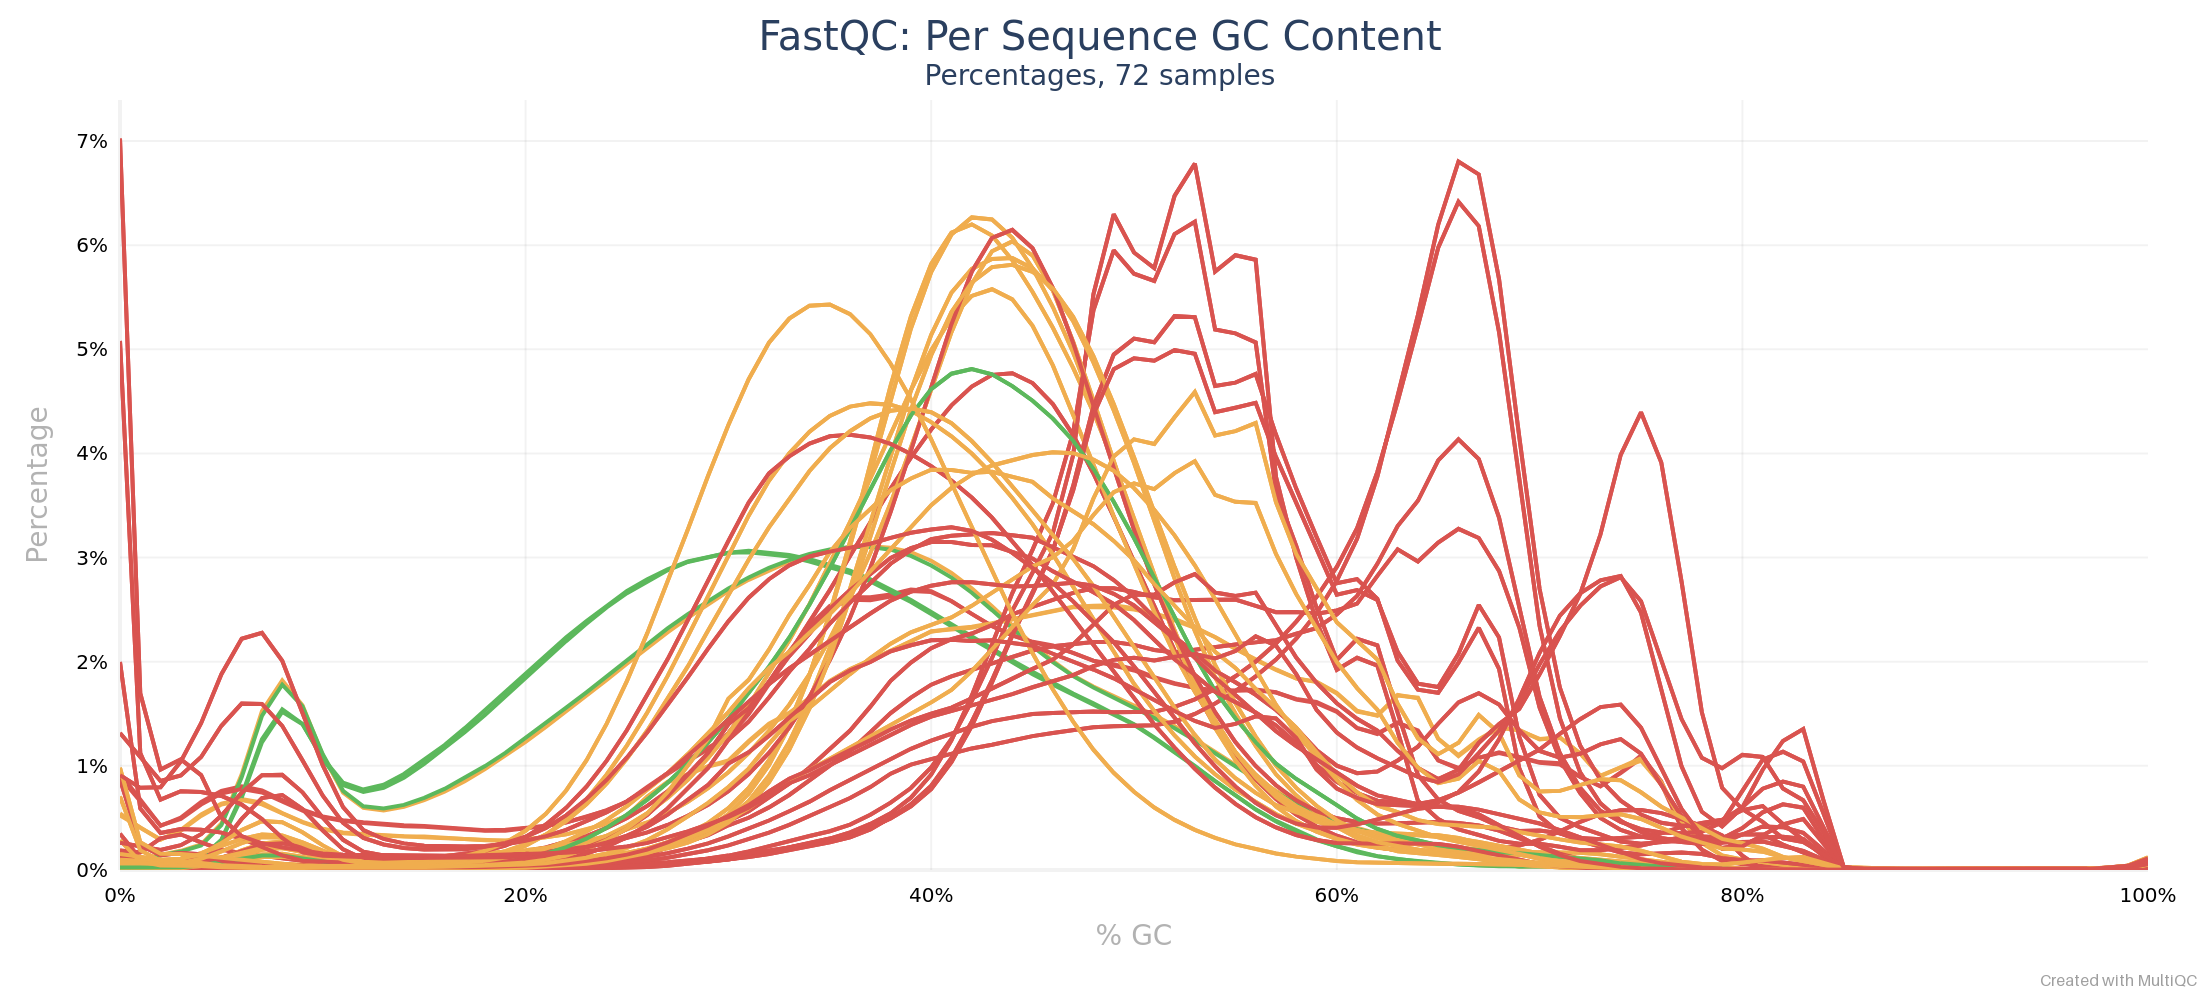 FastQC: Per Sequence GC Content
Percentages, 72 samples
Percentage
7%
6%
5%
4%
3%
2%
1%
0%
0%
20%
40%
60%
80%
100%
% GC
Created with MultiQC